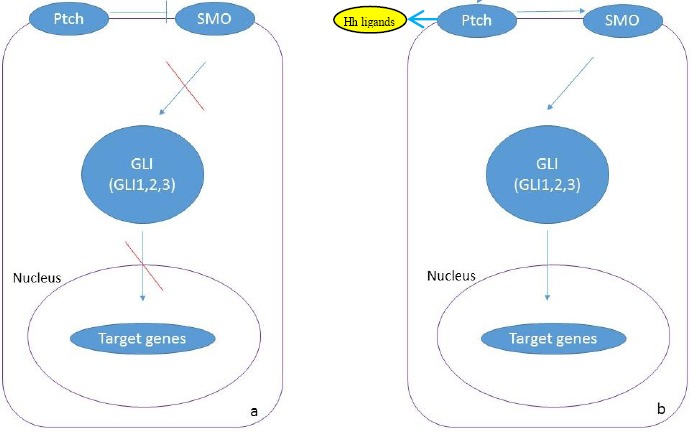 Ptch
SMO
GLI
(GLI1,2,3)
Nucleus
Target genes
a
Hh ligands
Ptch
SMO
GLI
(GLI1,2,3)
Nucleus
Target genes
b